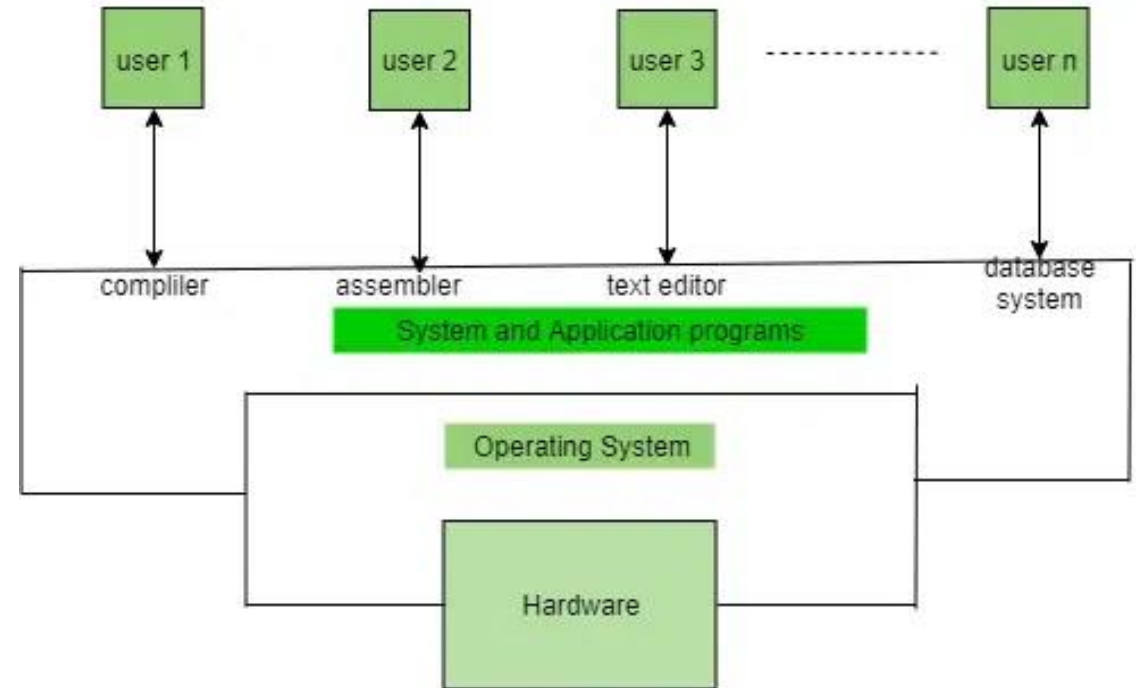 user 1
user 2
user 3
user n
compliler
assembler
text editor
database
system
System and Application programs
Operating System
Hardware